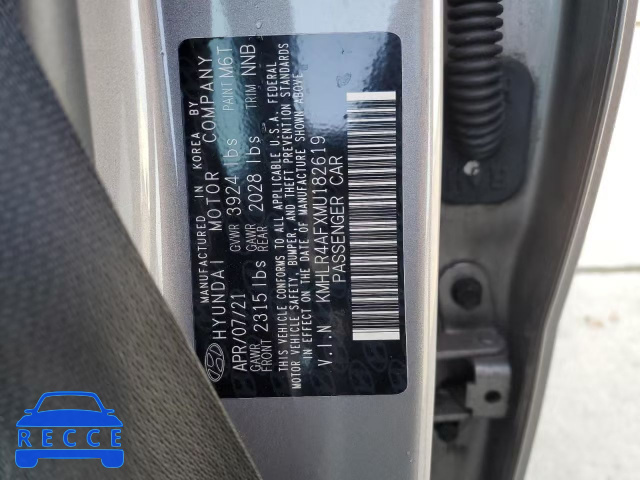 MANUFACTURED IN KOREA BY
HYUNDAI MOTOR COMPANY
APR/07/21 GVWR 3924 lbs PAINT M6T
GAWR FRONT 2315 lbs GAWR REAR 2028 lbs TRIM NNB
THIS VEHICLE CONFORMS TO ALL APPLICABLE U.S.A. FEDERAL
MOTOR VEHICLE SAFETY, BUMPER, AND THEFT PREVENTION STANDARDS
IN EFFECT ON THE DATE OF MANUFACTURE SHOWN ABOVE
V.I.N KMHLR4AFXMU182619
PASSENGER CAR
RECCE